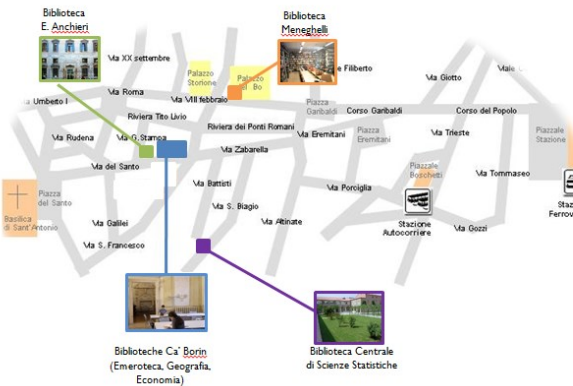 Biblioteca
E. Anchieri
Biblioteca
Meneghelli
Via XX settembre
Palazzo
Storione
Palazzo
el Bo
e Filiberto
Via Giotto
Viale
Umberto I
Via Roma
Via VIII febbraio
Piazza
Garibaldi
Corso Garibaldi
Corso del Popolo
Riviera Tito Livio
Riviera dei Ponti Romani
Via Rudena
Via G.Stampa
Via Eremitani
Piazza
Eremitani
Via Trieste
Piazzale
Stazione
Via Zabarella
Via del Santo
Piazzale
Boschetti
Via Tommaseo
Via Battisti
Via Porciglia
Piazza
del Santo
Basilica
di Sant'Antonio
Via S. Biagio
Via Altinate
Via Galilei
Stazione
Autocorriere
Via Gozzi
Staz
Ferrov
Via S. Francesco
Biblioteche Ca' Borin
(Emeroteca, Geografia,
Economia)
Biblioteca Centrale
di Scienze Statistiche